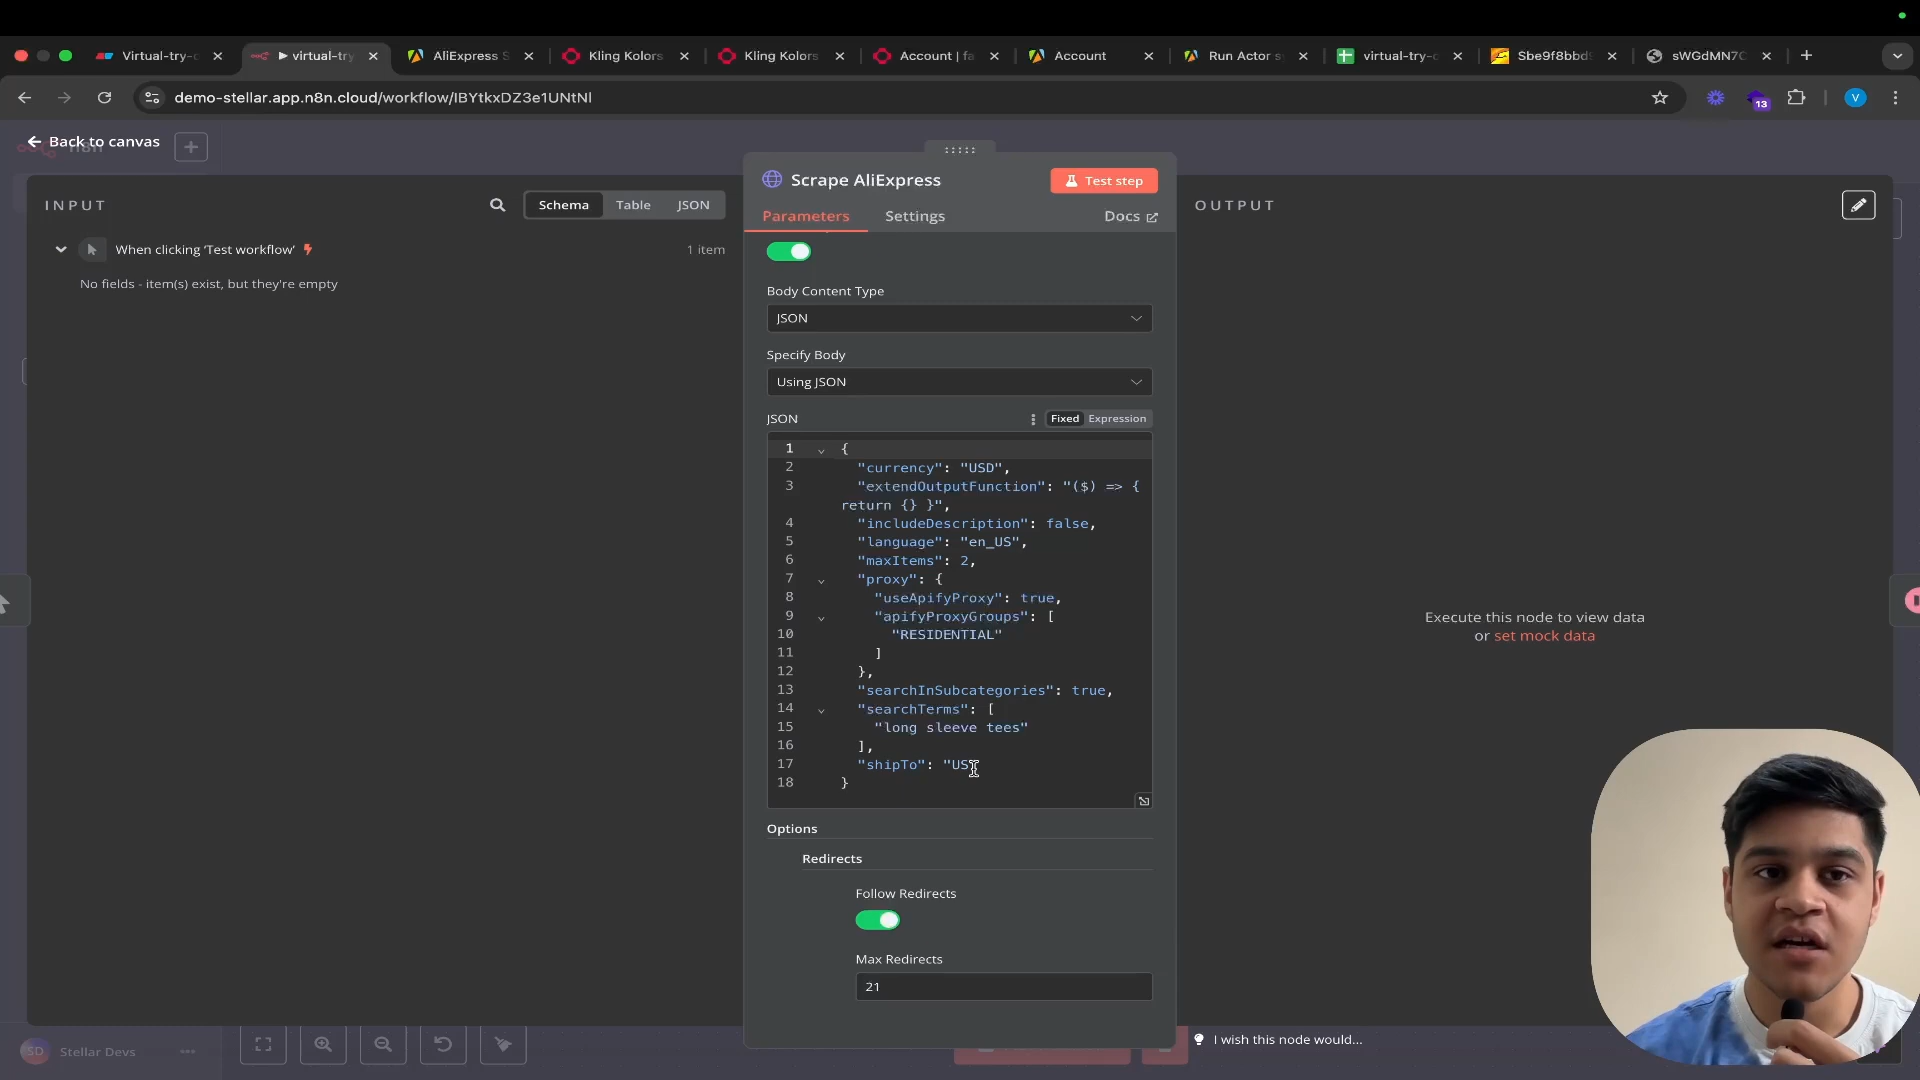 Virtual-try-c
virtual-try
AliExpress S
Kling Kolors
Kling Kolors
Account | fa
Account
Run Actor s
virtual-try-o
Sbe9f8bbd
sWGdMN7C
demo-stellar.app.n8n.cloud/workflow/IBYtkxDZ3e1UNtNl
13
V
Back to canvas
INPUT
Schema
Table
JSON
When clicking ‘Test workflow’
1 item
No fields - item(s) exist, but they're empty
Scrape AliExpress
Test step
Parameters
Settings
Docs
Body Content Type
JSON
Specify Body
Using JSON
JSON
Fixed
Expression
1 {
2 "currency": "USD",
3 "extendOutputFunction": "($) => {
return {} }",
4 "includeDescription": false,
5 "language": "en_US",
6 "maxItems": 2,
7 "proxy": {
8 "useApifyProxy": true,
9 "apifyProxyGroups": [
10 "RESIDENTIAL"
11 ]
12 },
13 "searchInSubcategories": true,
14 "searchTerms": [
15 "long sleeve tees"
16 ],
17 "shipTo": "US"
18 }
Options
Redirects
Follow Redirects
Max Redirects
21
OUTPUT
Execute this node to view data
or set mock data
SD
Stellar Devs
I wish this node would...